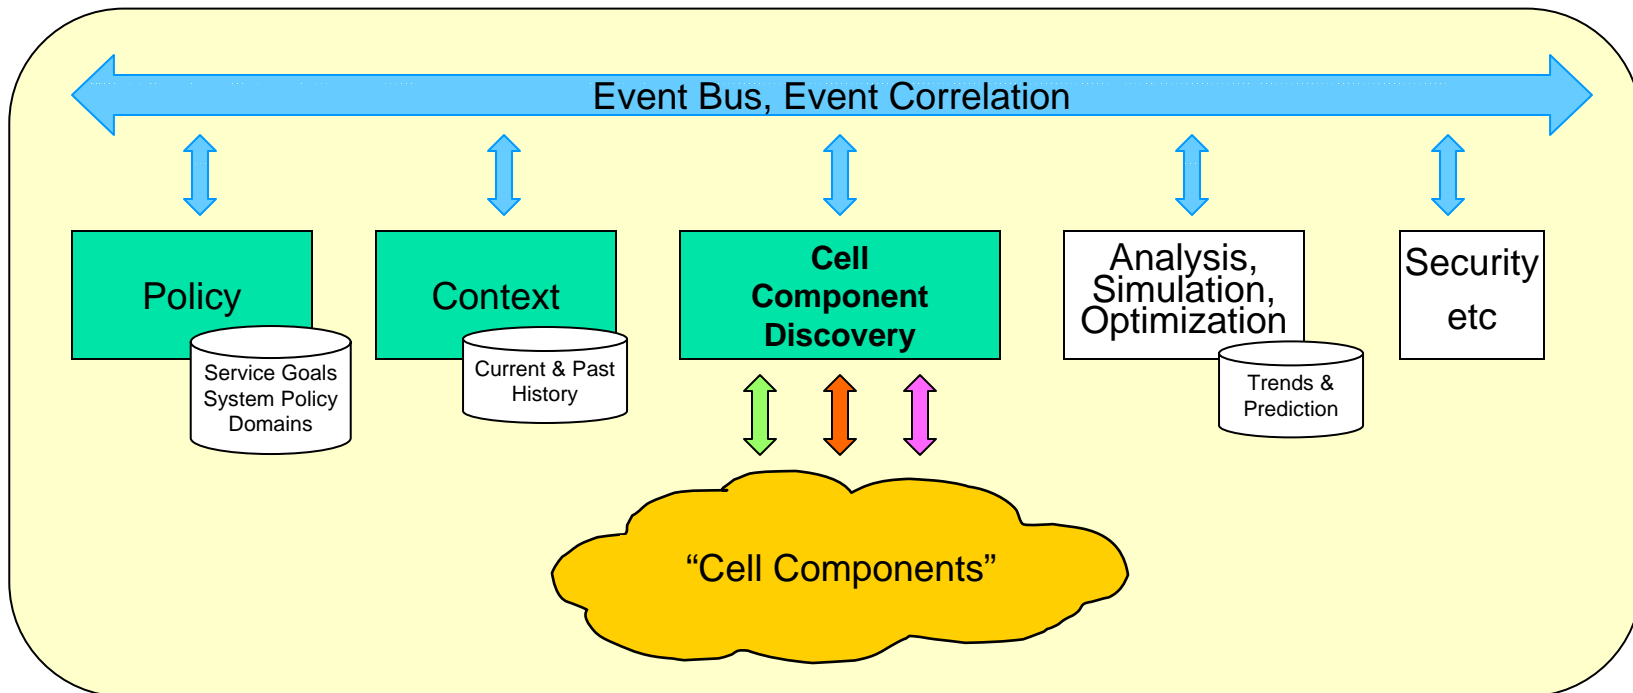 Event Bus, Event Correlation
Policy
Service Goals
System Policy
Domains
Context
Current & Past
History
Cell
Component
Discovery
Analysis,
Simulation,
Optimization
Trends &
Prediction
Security
etc
“Cell Components”